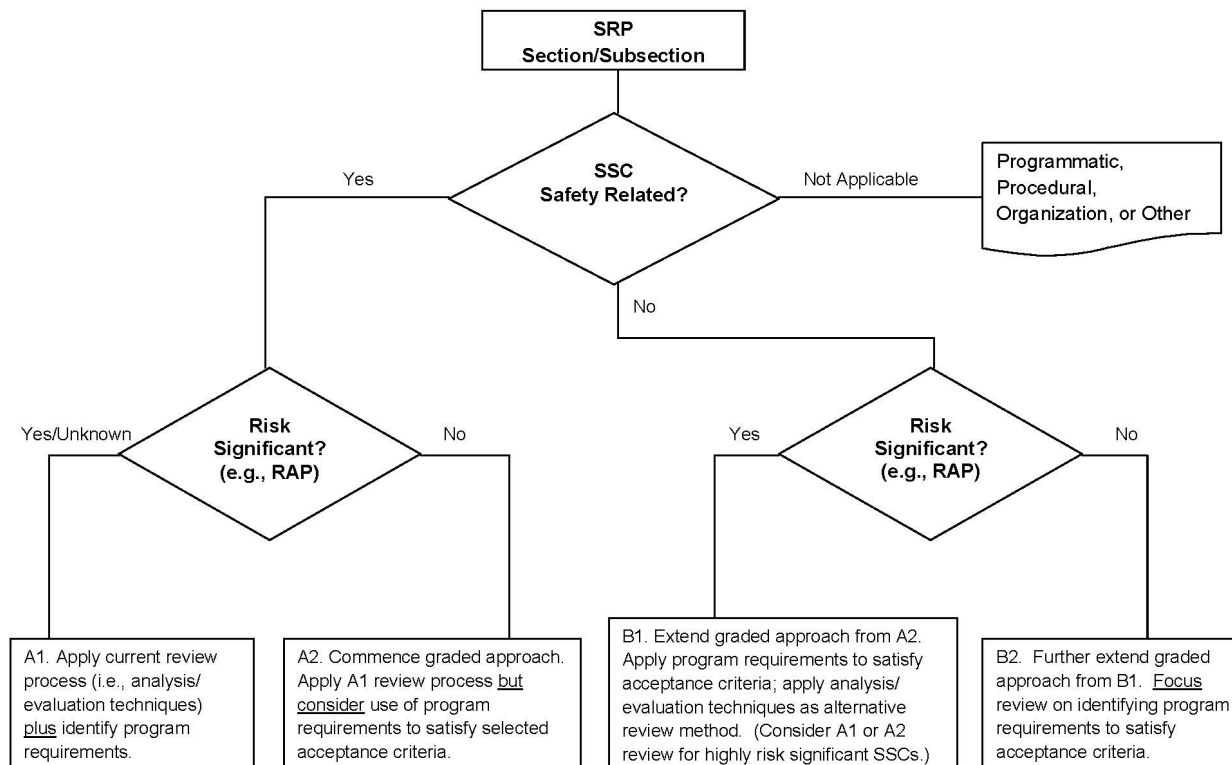 SRP
Section/Subsection
SSC
Safety Related?
Yes
Not Applicable
Programmatic,
Procedural,
Organization, or Other
No
Risk
Significant?
(e.g., RAP)
Yes/Unknown
No
Risk
Significant?
(e.g., RAP)
Yes
No
A1. Apply current review
process (i.e., analysis/
evaluation techniques)
plus identify program
requirements.
A2. Commence graded approach.
Apply A1 review process but
consider use of program
requirements to satisfy selected
acceptance criteria.
B1. Extend graded approach from A2.
Apply program requirements to satisfy
acceptance criteria; apply analysis/
evaluation techniques as alternative
review method. (Consider A1 or A2
review for highly risk significant SSCs.)
B2. Further extend graded
approach from B1. Focus
review on identifying program
requirements to satisfy
acceptance criteria.